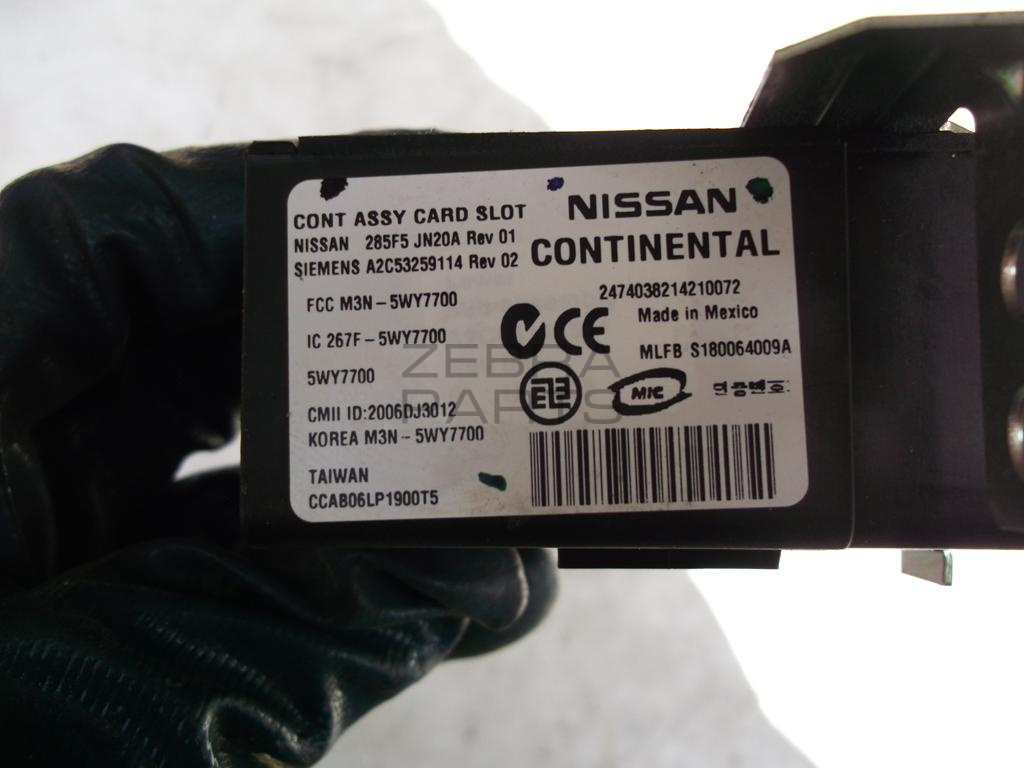 CONT ASSY CARD SLOT
NISSAN 285F5 JN20A Rev 01
SIEMENS A2C53259114 Rev 02
NISSAN
CONTINENTAL
FCC M3N-5WY7700
IC 267F-5WY7700
5WY7700
CMII ID:2006DJ3012
KOREA M3N-5WY7700
TAIWAN
CCAB06LP1900T5
2474038214210072
CE
Made in Mexico
MLFB S180064009A
MIC
ZEBRA
PARTS